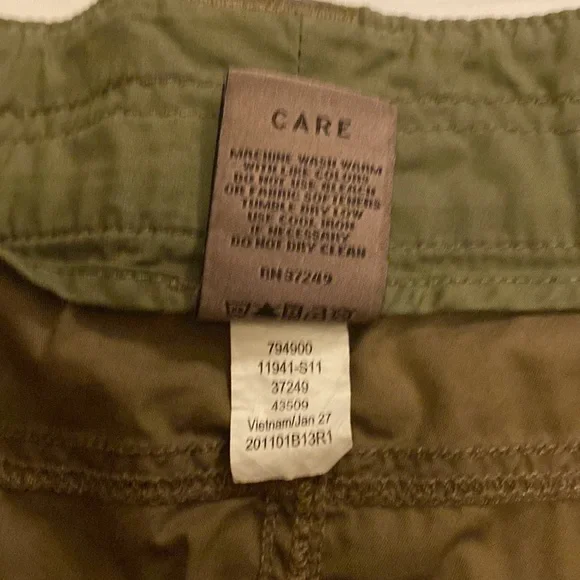 CARE
MACHINE WASH WARM
WITH LIKE COLORS
DO NOT USE BLEACH
OR FABRIC SOFTENERS
TUMBLE DRY LOW
USE COOL IRON
IF NECESSARY
DO NOT DRY CLEAN
RN 37249
794900
11941-S11
37249
43509
Vietnam/Jan 27
201101B13R1